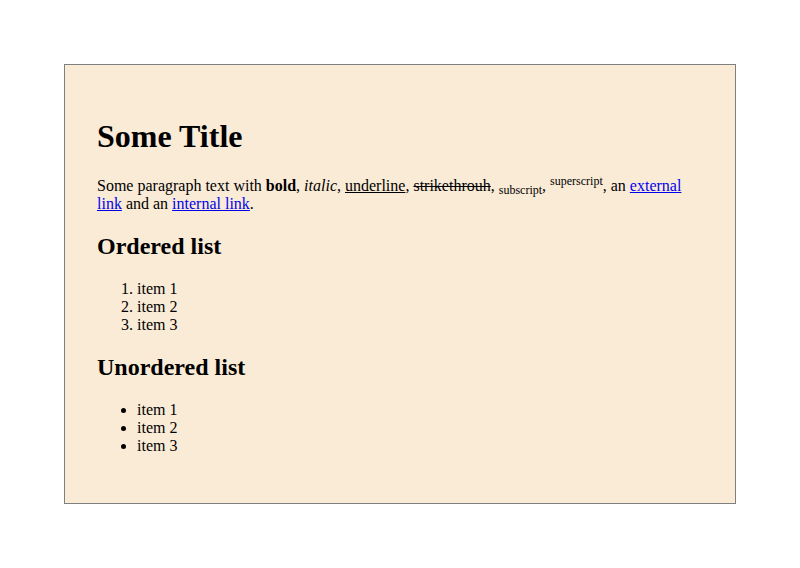 Some Title
Some paragraph text with bold, italic, underline, strikethrouh, subscript, superscript, an external
link and an internal link.
Ordered list
1. item 1
2. item 2
3. item 3
Unordered list
• item 1
• item 2
• item 3